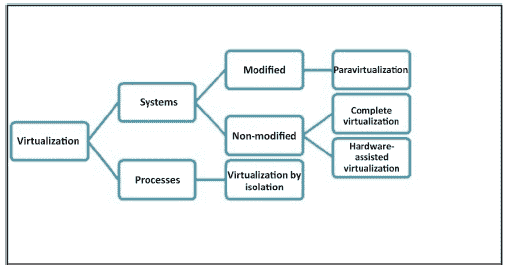 Virtualization
Systems
Processes
Modified
Non-modified
Virtualization by
isolation
Paravirtualization
Complete
virtualization
Hardware-
assisted
virtualization